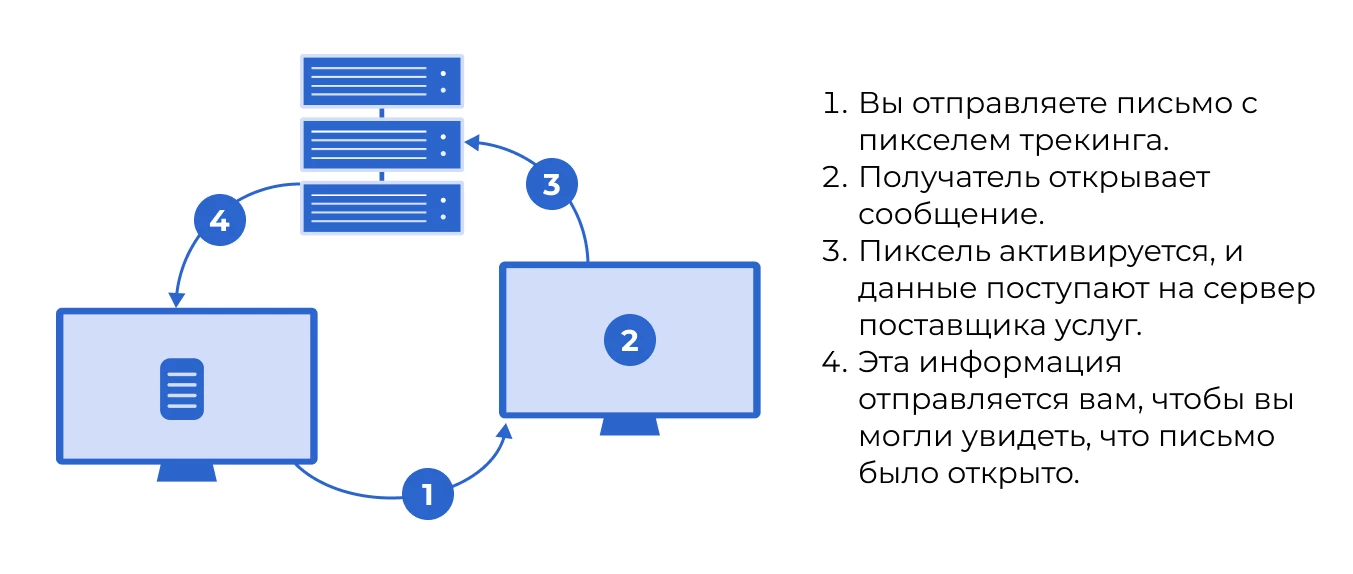 4
3
2
1
1. Вы отправляете письмо с
пикселем трекинга.
2. Получатель открывает
сообщение.
3. Пиксель активируется, и
данные поступают на сервер
поставщика услуг.
4. Эта информация
отправляется вам, чтобы вы
могли увидеть, что письмо
было открыто.